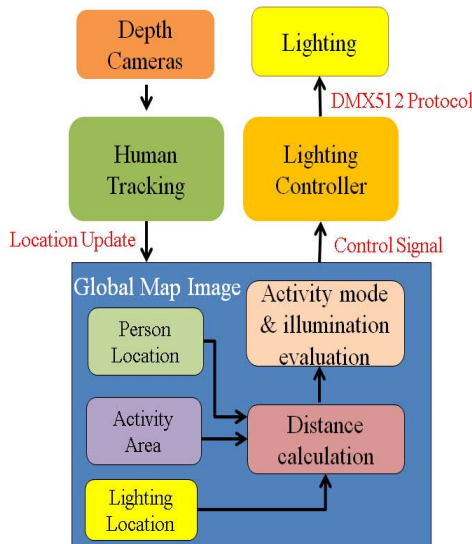 Depth
Cameras
Lighting
DMX512 Protocol
Human
Tracking
Lighting
Controller
Location Update
Control Signal
Global Map Image
Activity mode
& illumination
evaluation
Person
Location
Activity
Area
Distance
calculation
Lighting
Location